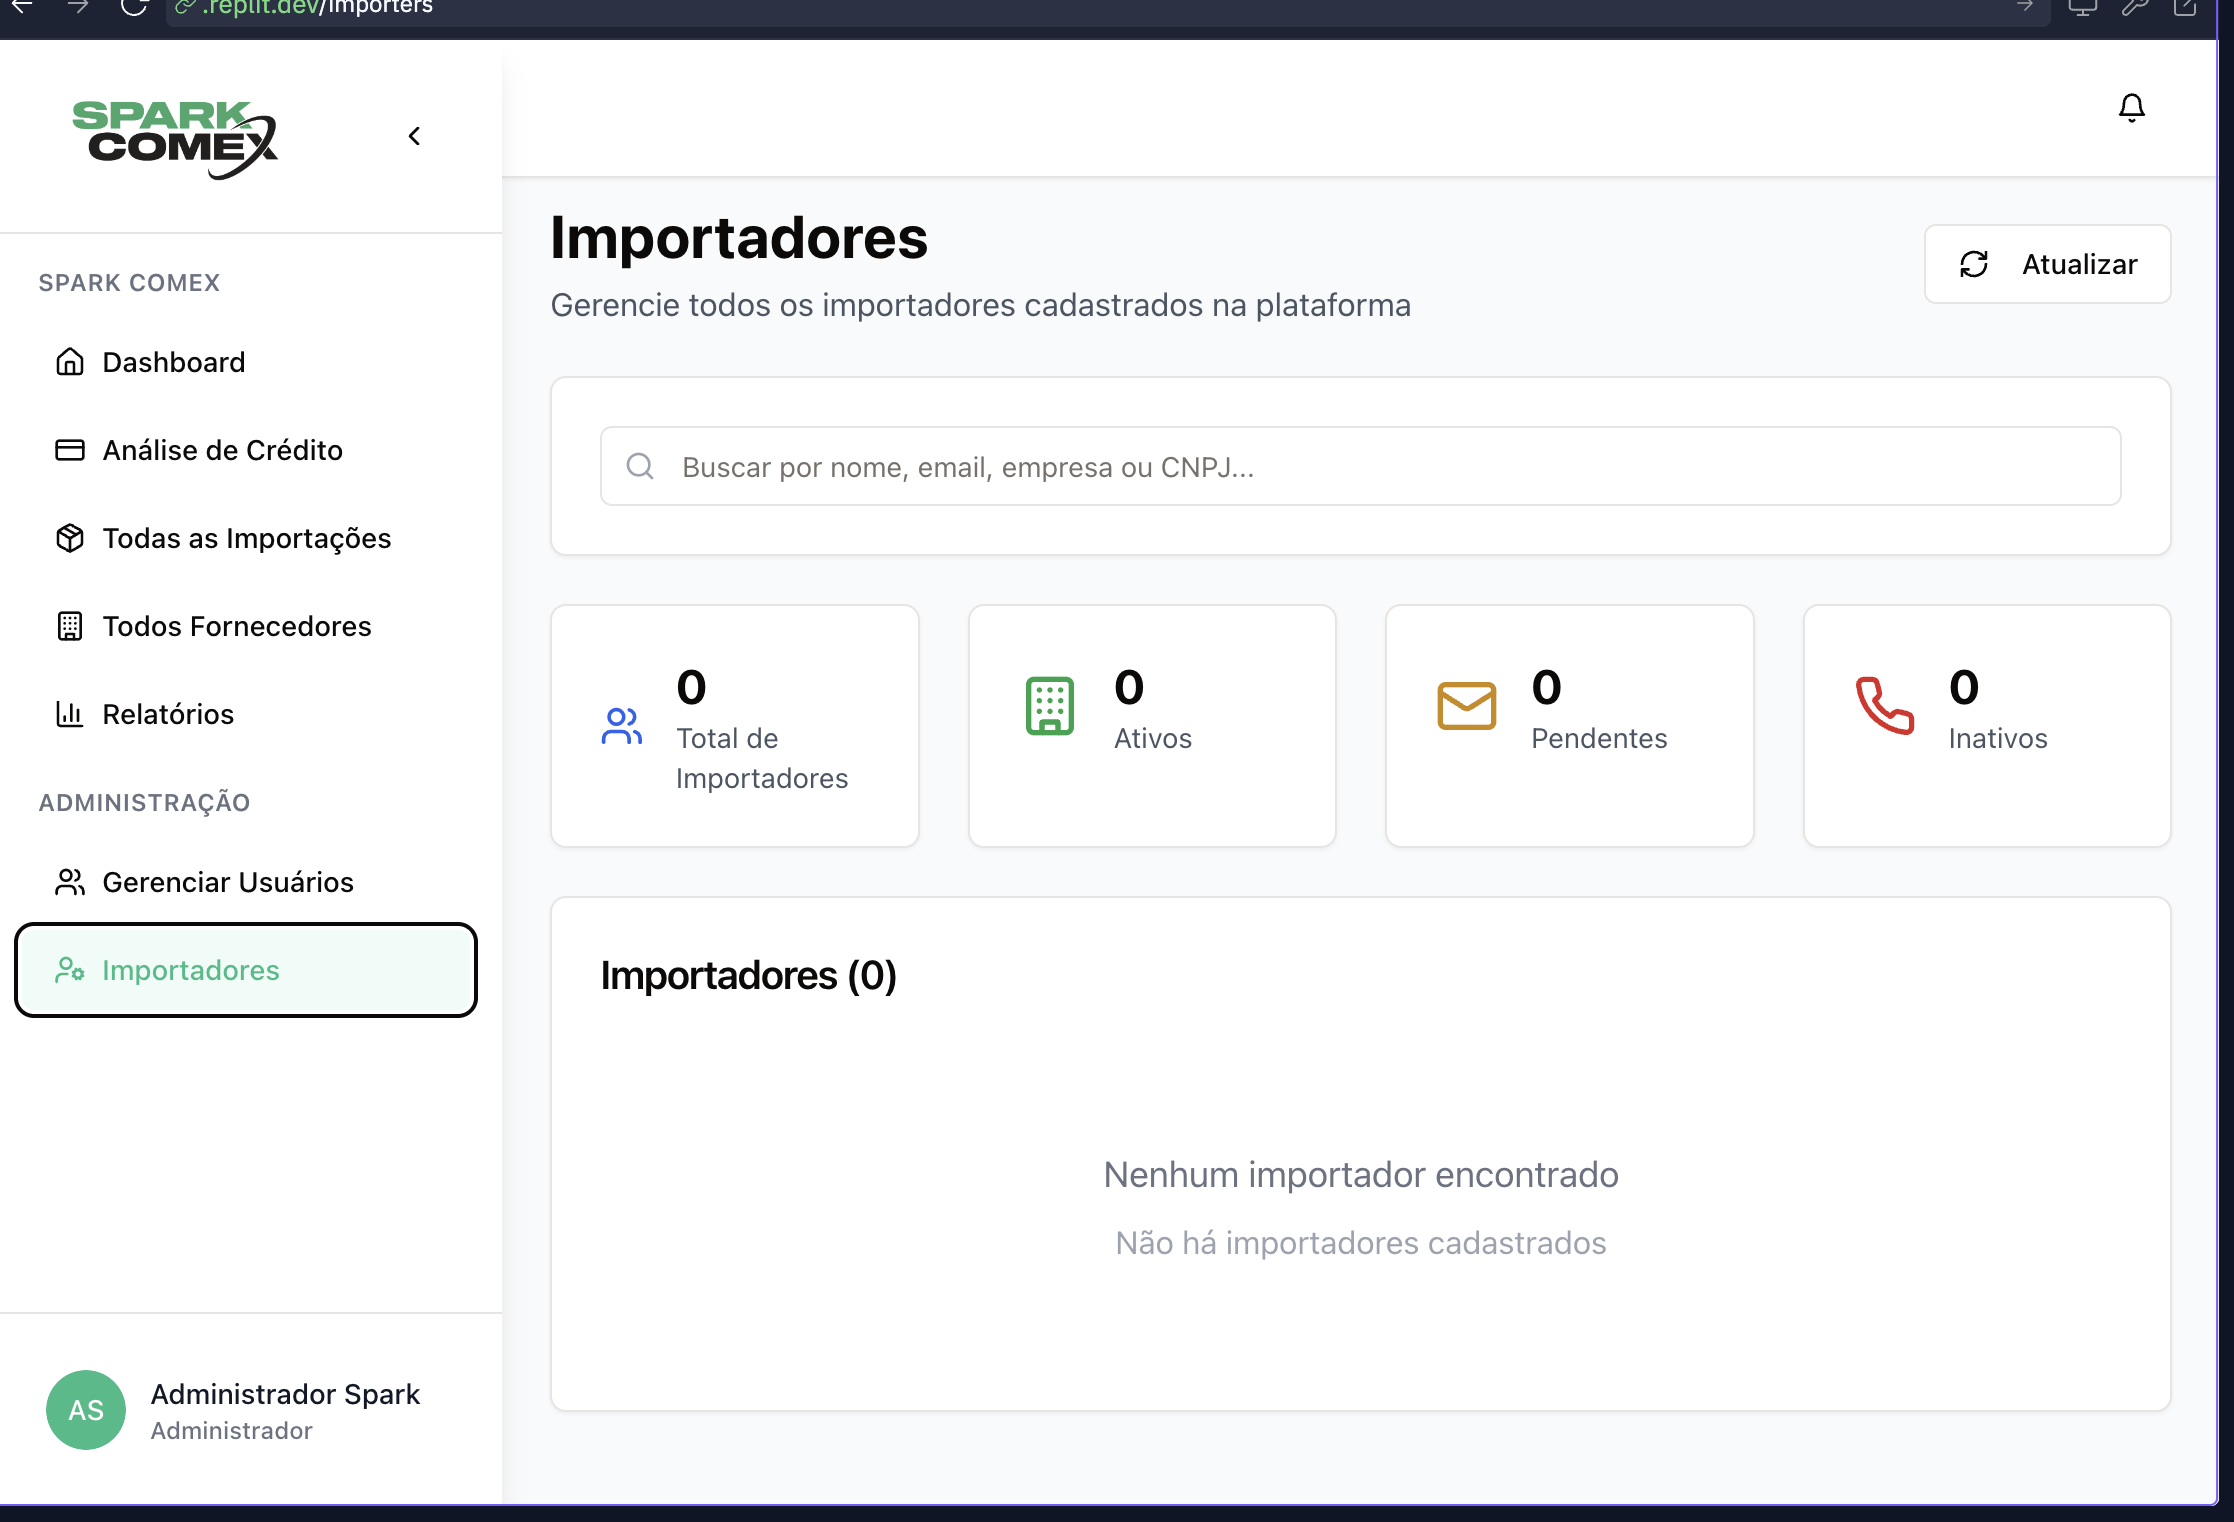 .replit.dev/importers
SPARK
COMEX
SPARK COMEX
Dashboard
Análise de Crédito
Todas as Importações
Todos Fornecedores
Relatórios
ADMINISTRAÇÃO
Gerenciar Usuários
Importadores
AS
Administrador Spark
Administrador
Importadores
Gerencie todos os importadores cadastrados na plataforma
Atualizar
Buscar por nome, email, empresa ou CNPJ...
0
Total de
Importadores
0
Ativos
0
Pendentes
0
Inativos
Importadores (0)
Nenhum importador encontrado
Não há importadores cadastrados